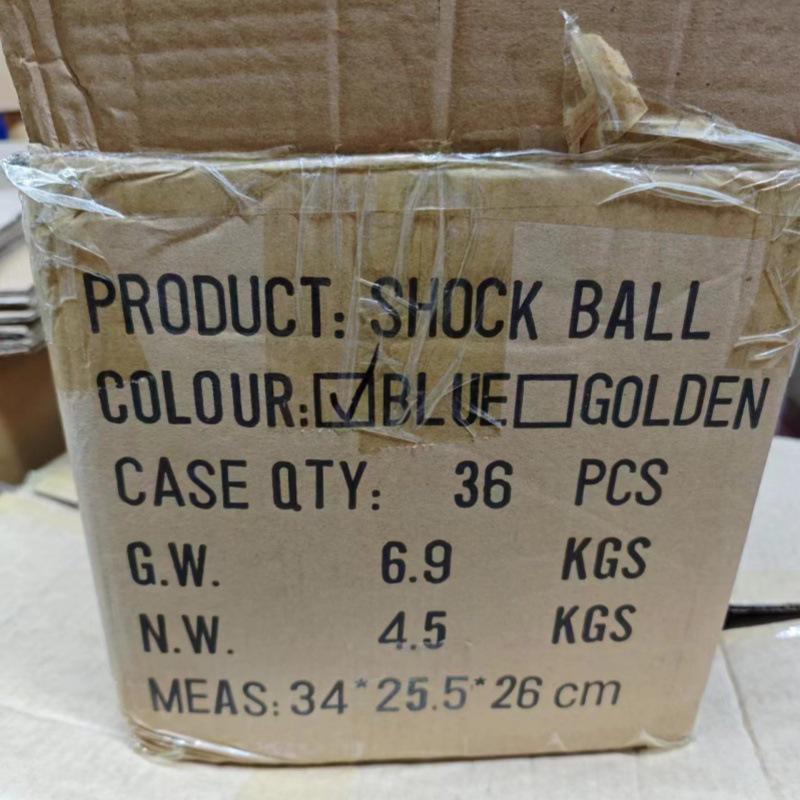 PRODUCT: SHOCK BALL
COLOUR:☑BLUE☐GOLDEN
CASE QTY: 36 PCS
G.W. 6.9 KGS
N.W. 4.5 KGS
MEAS: 34*25.5*26 cm